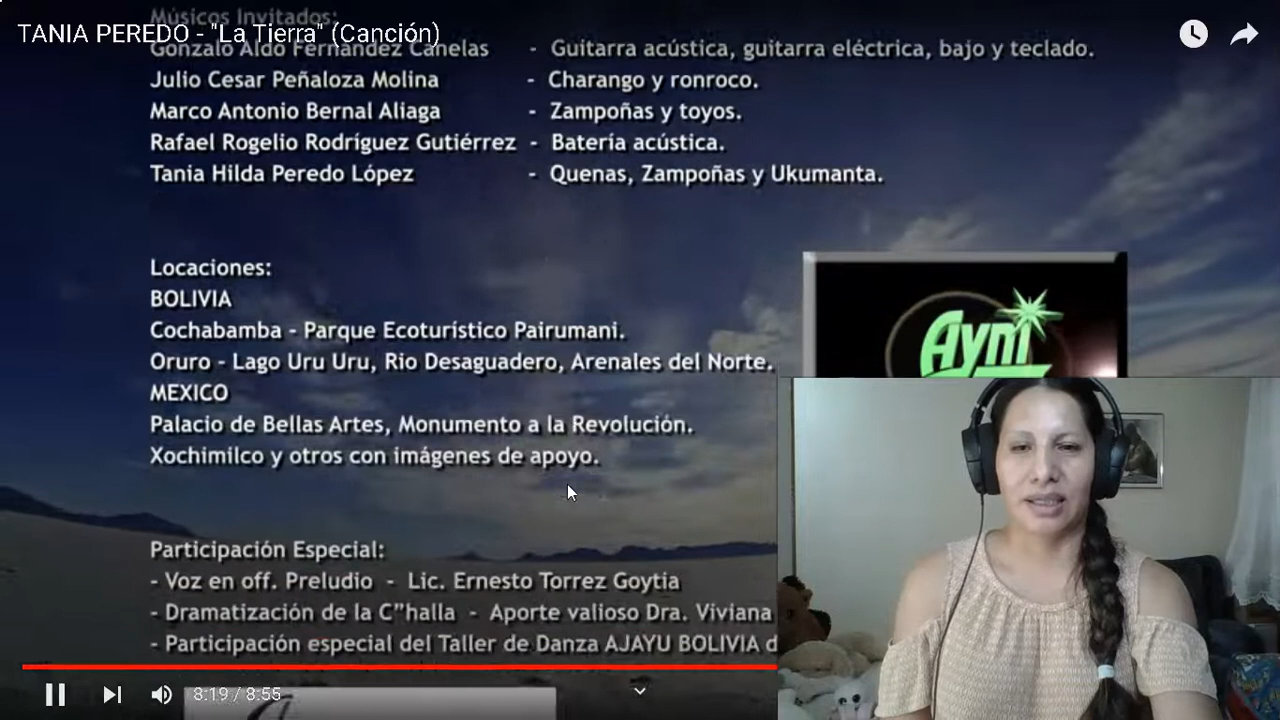 Músicos Invitados:
TANIA PEREDO - "La Tierra" (Canción)
Gonzalo Aldo Fernández Canelas - Guitarra acústica, guitarra eléctrica, bajo y teclado.
Julio Cesar Peñaloza Molina - Charango y ronroco.
Marco Antonio Bernal Aliaga - Zampoñas y toyos.
Rafael Rogelio Rodríguez Gutiérrez - Batería acústica.
Tania Hilda Peredo López - Quenas, Zampoñas y Ukumanta.
Locaciones:
BOLIVIA
Cochabamba - Parque Ecoturístico Pairumani.
Oruro - Lago Uru Uru, Rio Desaguadero, Arenales del Norte.
MEXICO
Palacio de Bellas Artes, Monumento a la Revolución.
Xochimilco y otros con imágenes de apoyo.
Ayni
Participación Especial:
- Voz en off. Preludio - Lic. Ernesto Torrez Goytia
- Dramatización de la C"halla - Aporte valioso Dra. Viviana
- Participación especial del Taller de Danza AJAYU BOLIVIA d
8:19 / 8:55